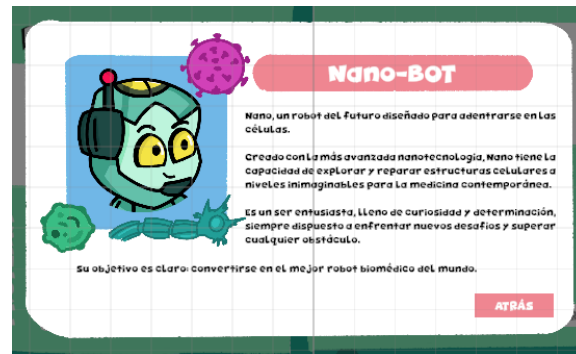 Nano-BOT
Nano, un robot del futuro diseñado para adentrarse en las
células.
Creado con la más avanzada nanotecnología, Nano tiene la
capacidad de explorar y reparar estructuras celulares a
niveles inimaginables para la medicina contemporánea.
Es un ser entusiasta, lleno de curiosidad y determinación,
siempre dispuesto a enfrentar nuevos desafíos y superar
cualquier obstáculo.
Su objetivo es claro: convertirse en el mejor robot biomédico del mundo.
ATRÁS